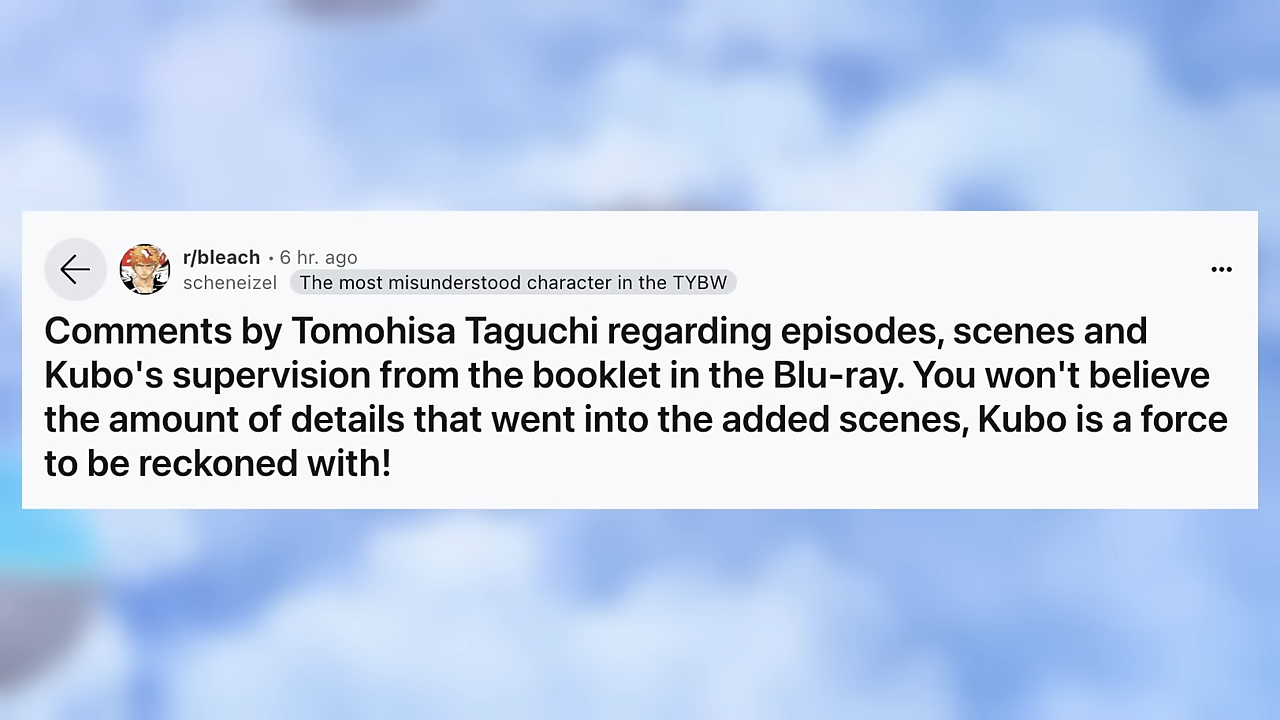 r/bleach • 6 hr. ago
scheneizel The most misunderstood character in the TYBW
Comments by Tomohisa Taguchi regarding episodes, scenes and
Kubo's supervision from the booklet in the Blu-ray. You won't believe
the amount of details that went into the added scenes, Kubo is a force
to be reckoned with!